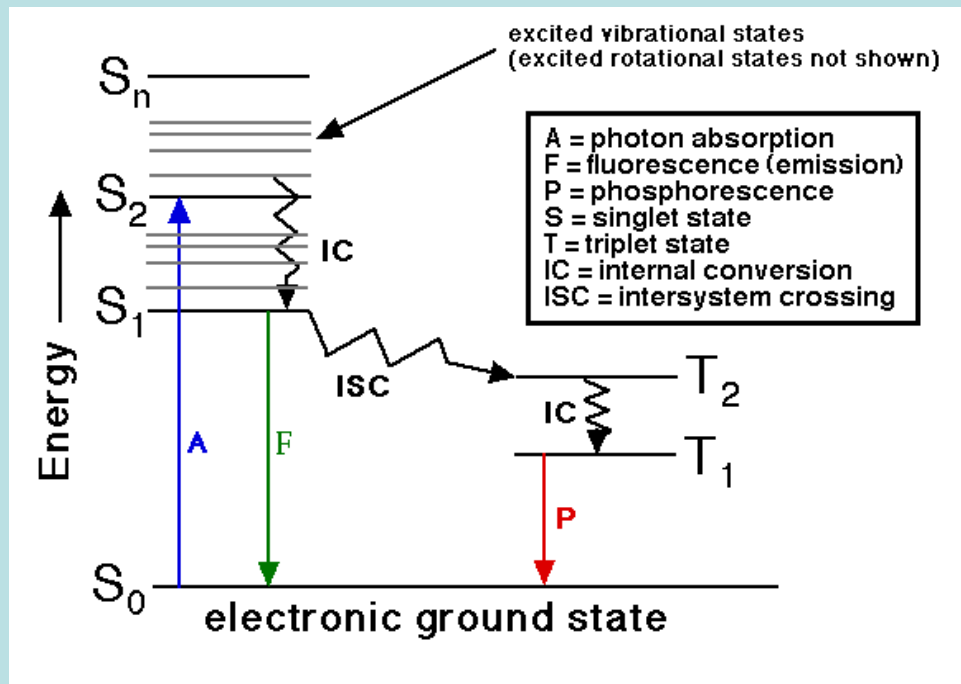 excited vibrational states
(excited rotational states not shown)
Sn
A = photon absorption
F = fluorescence (emission)
P = phosphorescence
S = singlet state
T = triplet state
IC = internal conversion
ISC = intersystem crossing
S2
IC
S1
Energy
ISC
T2
IC
A
F
T1
P
S0
electronic ground state